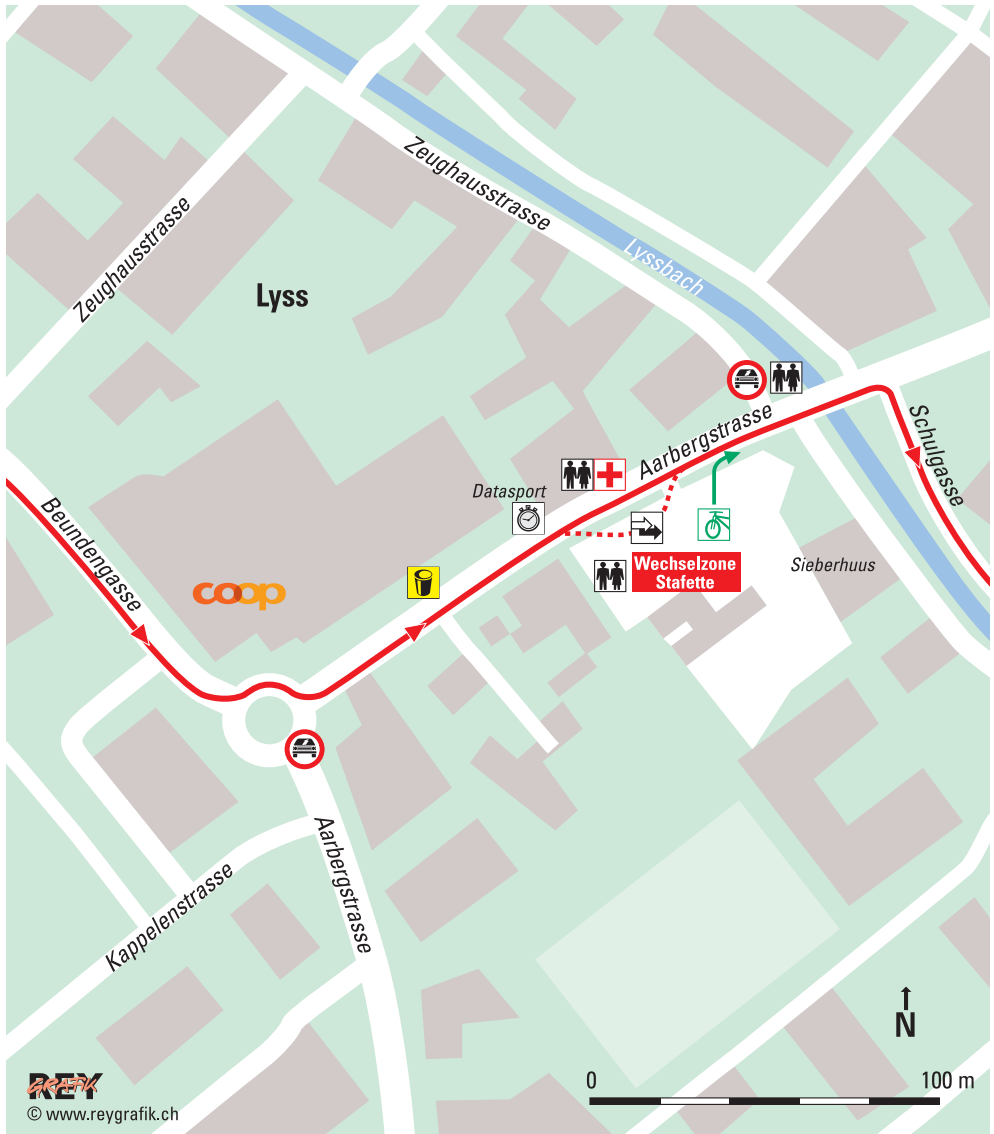 Zeughausstrasse
Zeughausstrasse
Lyssbach
Lyss
Aarbergstrasse
Schulgasse
Datasport
Beundengasse
coop
Wechselzone
Stafette
Sieberhuus
Aarbergstrasse
Kappelenstrasse
N
REY
GRAFIK
© www.reygrafik.ch
0 100 m